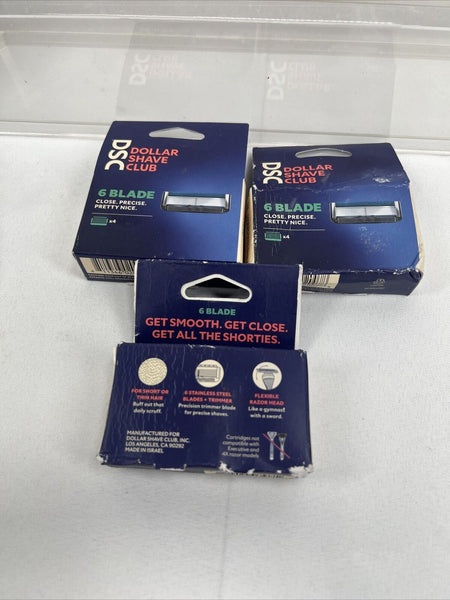 DSC
DOLLAR
SHAVE
CLUB
6 BLADE
CLOSE. PRECISE.
PRETTY NICE.
x4
DSC
DOLLAR
SHAVE
CLUB
6 BLADE
CLOSE. PRECISE.
PRETTY NICE.
x4
6 BLADE
GET SMOOTH. GET CLOSE.
GET ALL THE SHORTIES.
FOR SHORT OR
THIN HAIR
Buff out that
daily scruff.
6 STAINLESS STEEL
BLADES + TRIMMER
Precision trimmer blade
for precise shaves.
FLEXIBLE
RAZOR HEAD
Like a gymnast
with a sword.
MANUFACTURED FOR
DOLLAR SHAVE CLUB, INC.
LOS ANGELES, CA 90292
MADE IN ISRAEL
Cartridges not
compatible with
Executive and
4X razor models